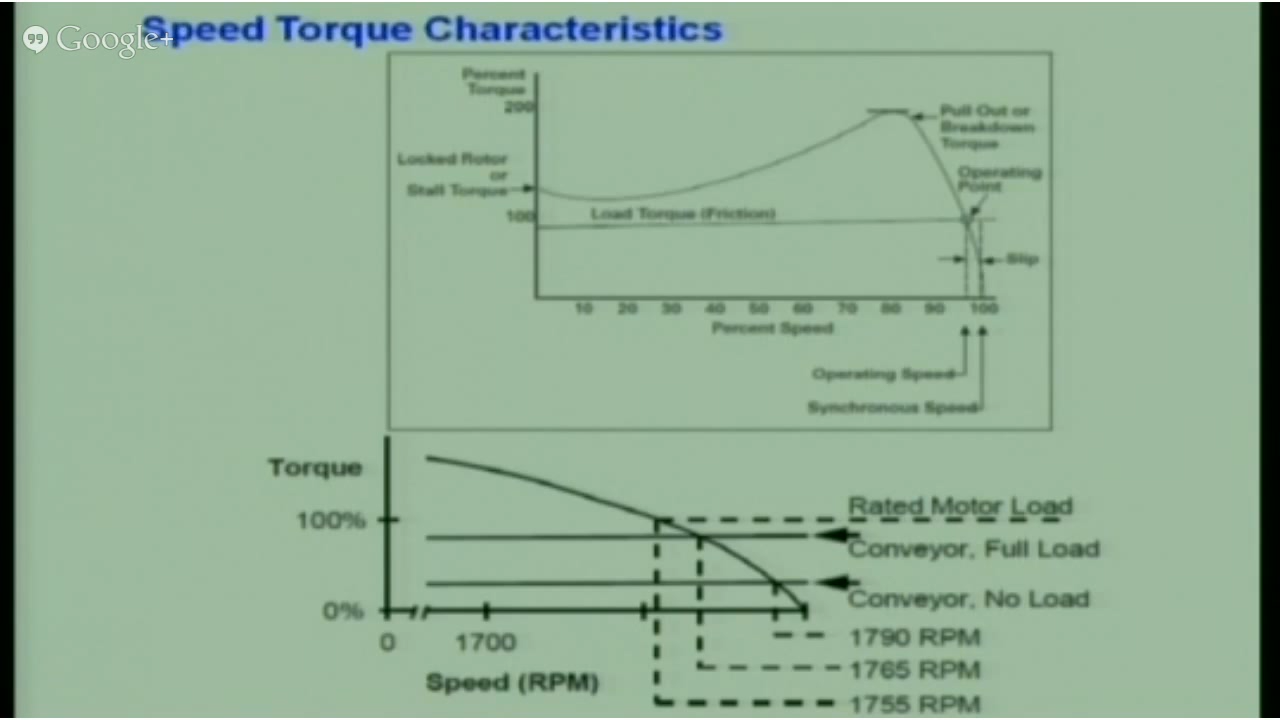 Speed Torque Characteristics
Google+
Percent
Torque
200
Pull Out or
Breakdown
Torque
Locked Rotor
or
Stall Torque
Operating
Point
100
Load Torque (Friction)
Slip
10 20 30 40 50 60 70 80 90 100
Percent Speed
Operating Speed
Synchronous Speed
Torque
100%
Rated Motor Load
Conveyor, Full Load
Conveyor, No Load
0%
0 1700
1790 RPM
1765 RPM
Speed (RPM)
1755 RPM